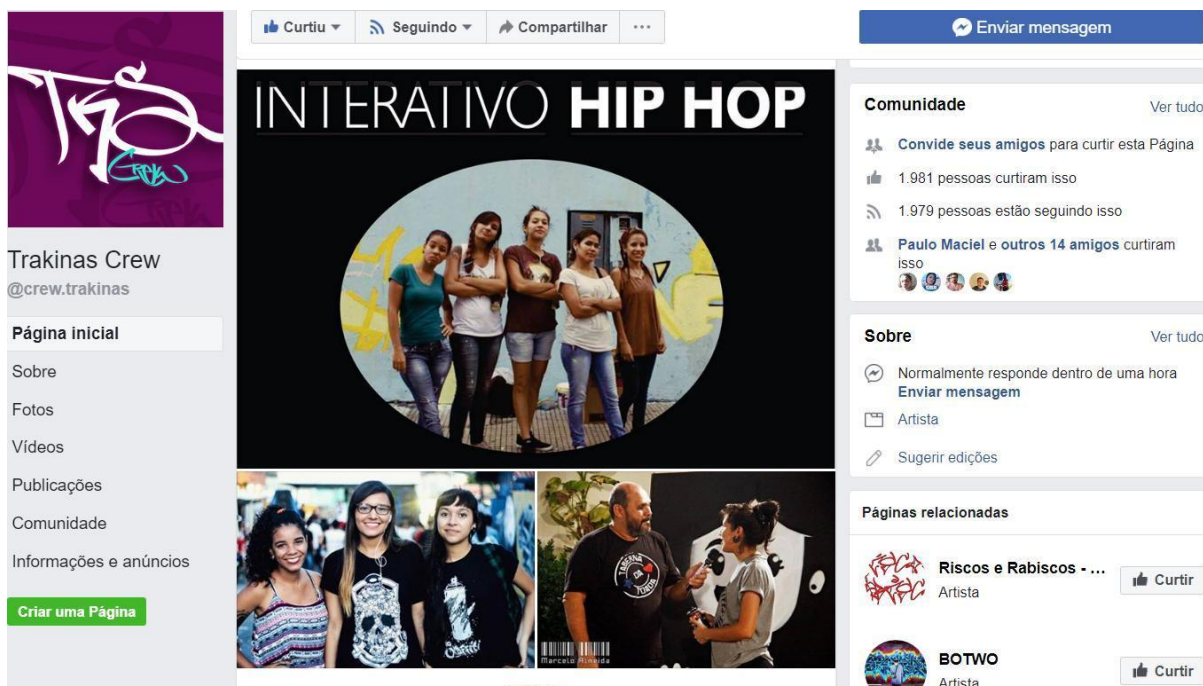 Curtiu
Seguindo
Compartilhar
Enviar mensagem
TKS
Crew
Trakinas Crew
@crew.trakinas
Página inicial
Sobre
Fotos
Vídeos
Publicações
Comunidade
Informações e anúncios
Criar uma Página
INTERATIVO HIP HOP
TABERNA
DA
Marcelo Almeida
Comunidade
Ver tudo
Convide seus amigos para curtir esta Página
1.981 pessoas curtiram isso
1.979 pessoas estão seguindo isso
Paulo Maciel e outros 14 amigos curtiram
isso
Sobre
Ver tudo
Normalmente responde dentro de uma hora
Enviar mensagem
Artista
Sugerir edições
Páginas relacionadas
Riscos e Rabiscos - ...
Artista
Curtir
BOTWO
Artista
Curtir